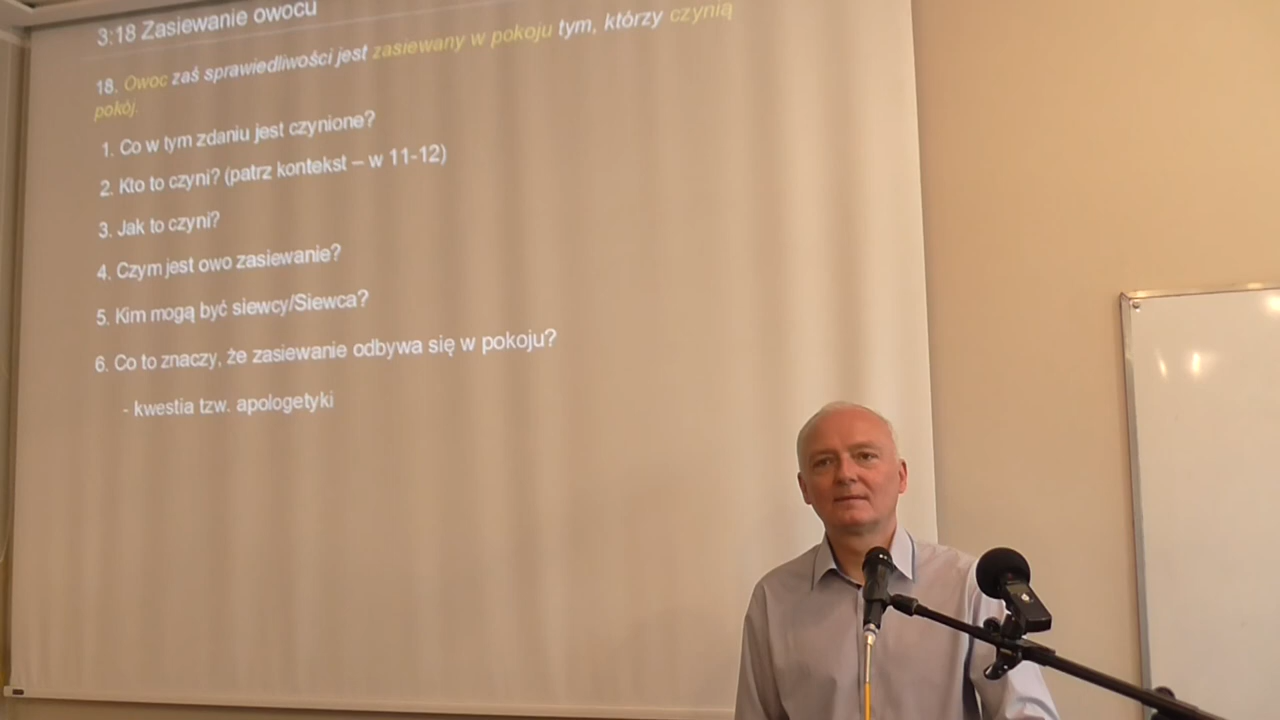 3:18 Zasiewanie owocu
18. Owoc zaś sprawiedliwości jest zasiewany w pokoju tym, którzy czynią
pokój.
1. Co w tym zdaniu jest czynione?
2. Kto to czyni? (patrz kontekst – w 11-12)
3. Jak to czyni?
4. Czym jest owo zasiewanie?
5. Kim mogą być siewcy/Siewca?
6. Co to znaczy, że zasiewanie odbywa się w pokoju?
- kwestia tzw. apologetyki